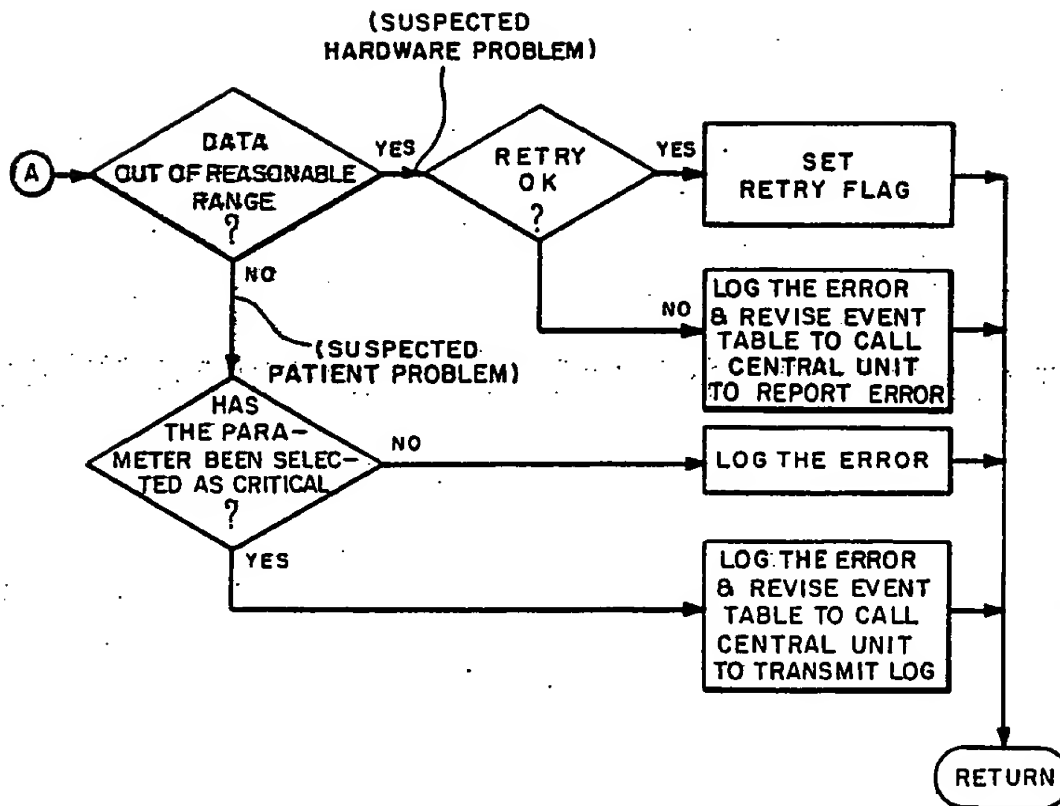 (SUSPECTED
HARDWARE PROBLEM)
A
DATA
OUT OF REASONABLE
RANGE
?
YES
RETRY
OK
?
YES
SET
RETRY FLAG
NO
NO
LOG THE ERROR
& REVISE EVENT
TABLE TO CALL
CENTRAL UNIT
TO REPORT ERROR
(SUSPECTED
PATIENT PROBLEM)
HAS
THE PARA-
METER BEEN SELEC-
TED AS CRITICAL
?
NO
LOG THE ERROR
YES
LOG THE ERROR
& REVISE EVENT
TABLE TO CALL
CENTRAL UNIT
TO TRANSMIT LOG
RETURN